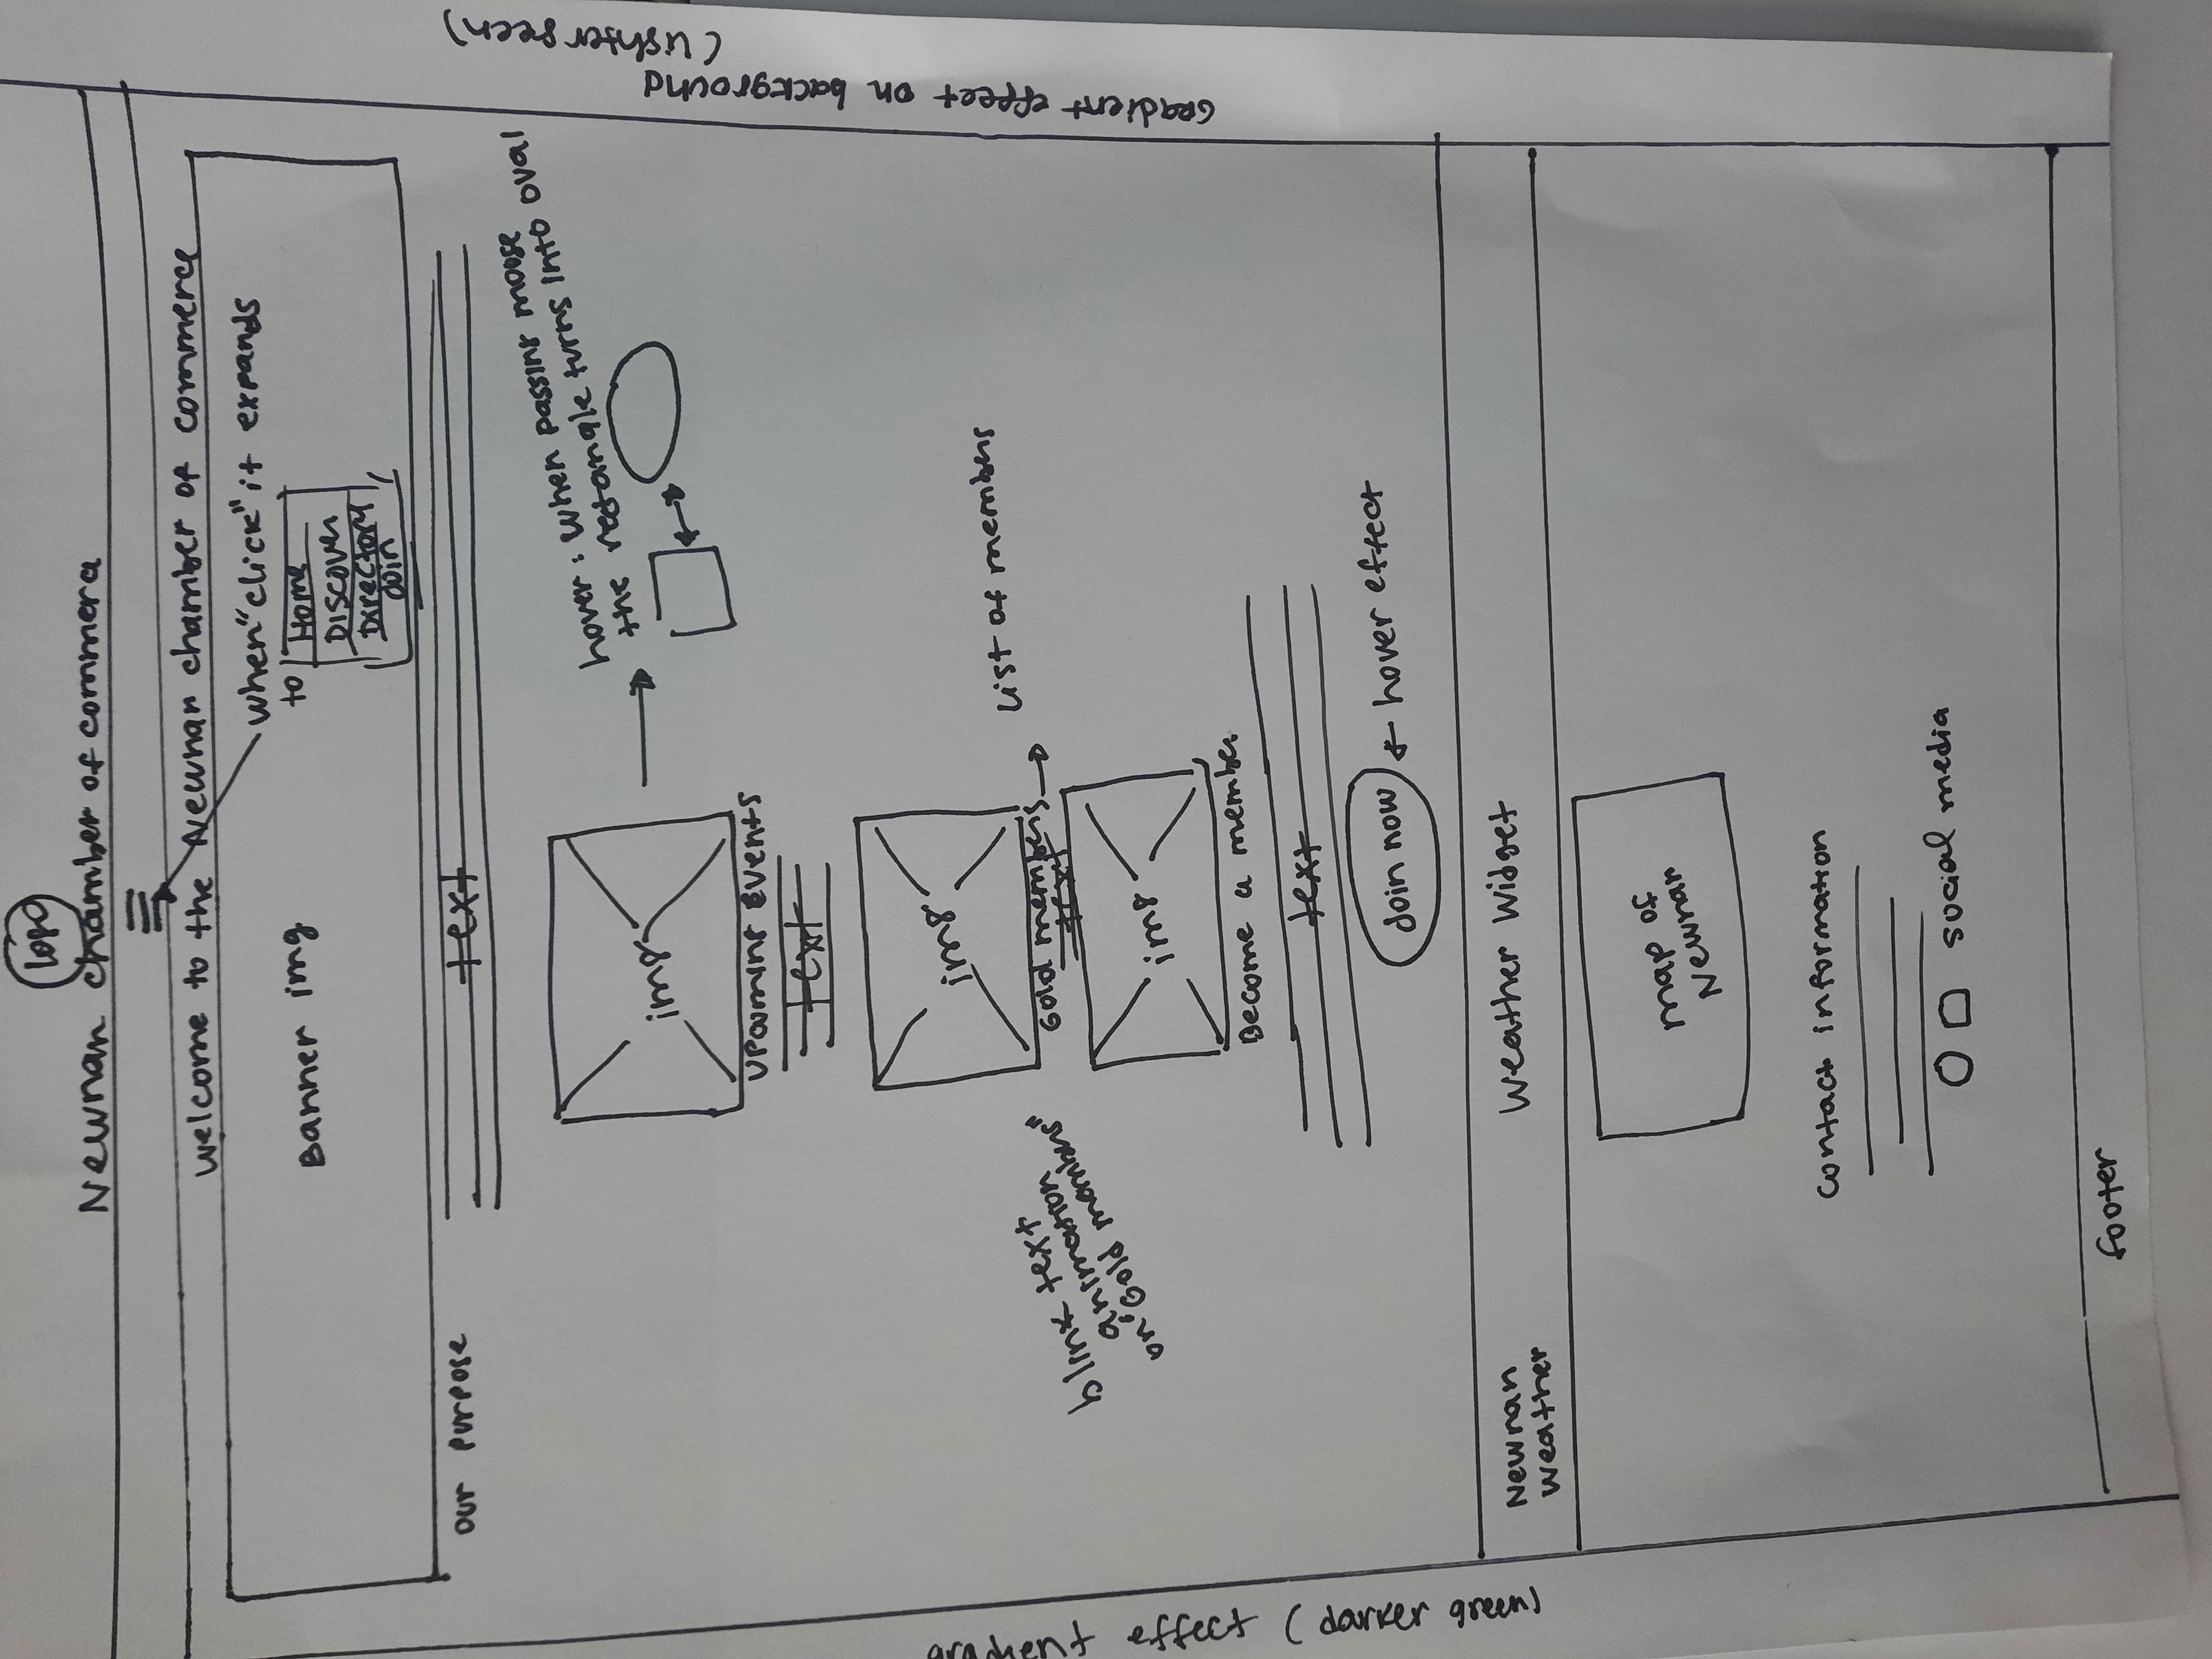 logo
Newnan chamber of commera
welcome to the Newnan chamber of commerce
when "click" it expands
to
Home
Discover
Directory
Join
Banner img
our purpose
text
img
hover: when passing mouse
the rectangle turns into oval
upcoming events
text
img
Gold members
List of members
text
blink text
animation
on "Gold members"
img
Become a member
text
Join now
hover effect
Newnan
weather
Weather Widget
map of
Newnan
contact information
social media
footer
gradient effect (darker green)
Gradient effect on background
(lighter green)